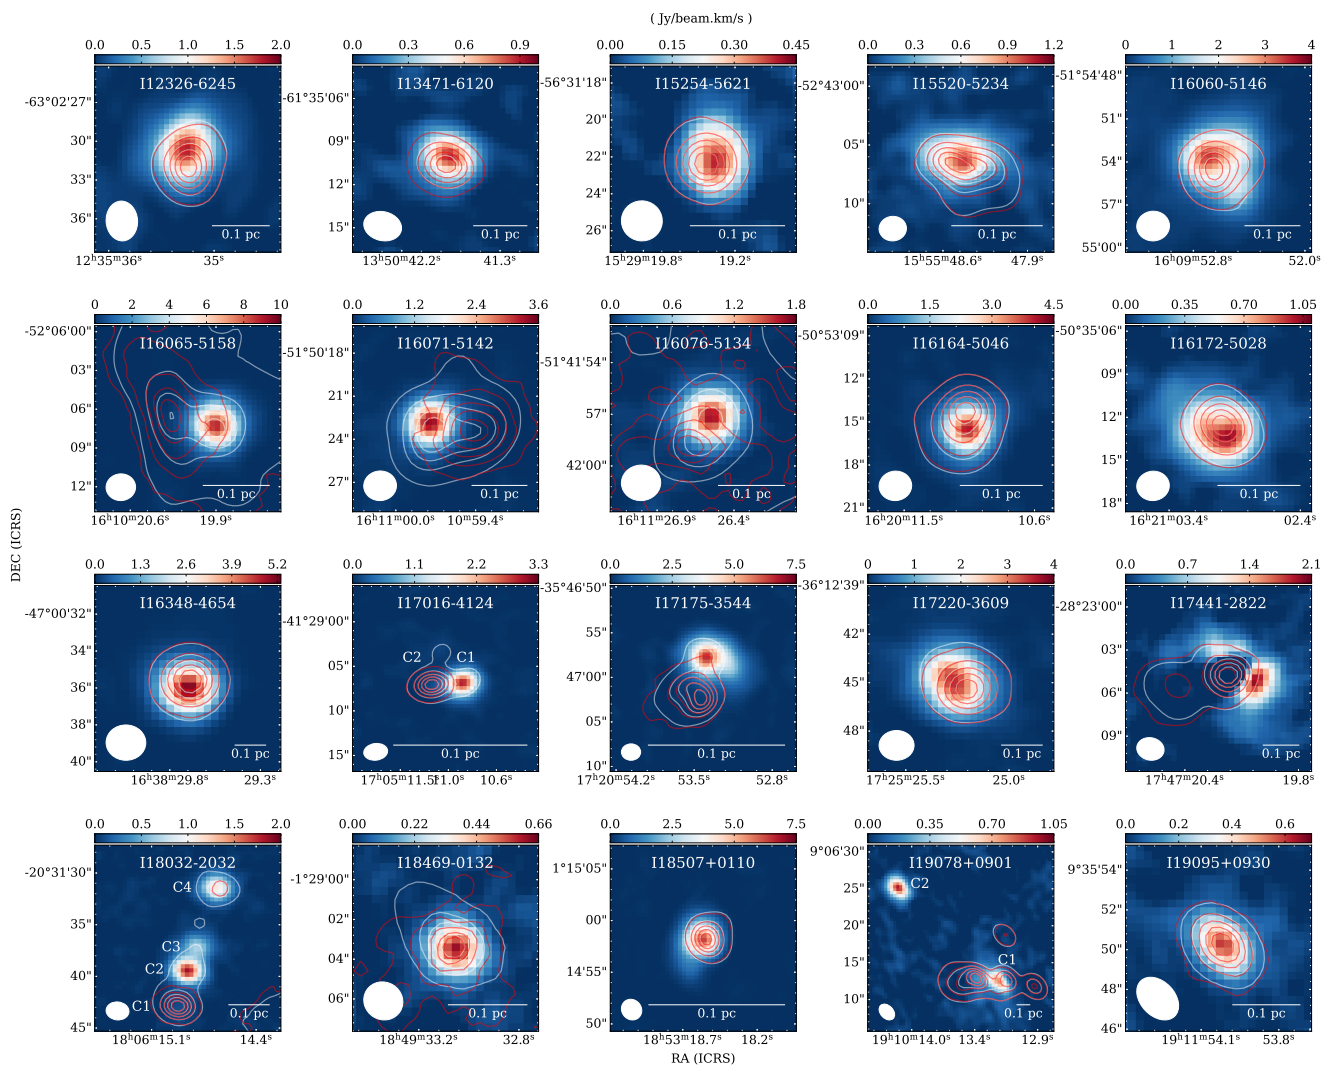 ( Jy/beam.km/s )
0.0 0.5 1.0 1.5 2.0 0.0 0.3 0.6 0.9 0.00 0.15 0.30 0.45 0.0 0.3 0.6 0.9 1.2 0 1 2 3 4
I12326-6245 I13471-6120 I15254-5621 I15520-5234 I16060-5146
-63°02'27" 30" 33" 36"
-61°35'06" 09" 12" 15"
-56°31'18" 20" 22" 24" 26"
-52°43'00" 05" 10"
-51°54'48" 51" 54" 57" 55'00"
0.1 pc 0.1 pc 0.1 pc 0.1 pc 0.1 pc
12ʰ35ᵐ36ˢ 35ˢ 13ʰ50ᵐ42.2ˢ 41.3ˢ 15ʰ29ᵐ19.8ˢ 19.2ˢ 15ʰ55ᵐ48.6ˢ 47.9ˢ 16ʰ09ᵐ52.8ˢ 52.0ˢ
0 2 4 6 8 10 0.0 1.2 2.4 3.6 0.0 0.6 1.2 1.8 0.0 1.5 3.0 4.5 0.00 0.35 0.70 1.05
I16065-5158 I16071-5142 I16076-5134 I16164-5046 I16172-5028
-52°06'00" 03" 06" 09" 12"
-51°50'18" 21" 24" 27"
-51°41'54" 57" 42'00"
-50°53'09" 12" 15" 18" 21"
-50°35'06" 09" 12" 15" 18"
0.1 pc 0.1 pc 0.1 pc 0.1 pc 0.1 pc
16ʰ10ᵐ20.6ˢ 19.9ˢ 16ʰ11ᵐ00.0ˢ 10ᵐ59.4ˢ 16ʰ11ᵐ26.9ˢ 26.4ˢ 16ʰ20ᵐ11.5ˢ 10.6ˢ 16ʰ21ᵐ03.4ˢ 02.4ˢ
DEC (ICRS)
0.0 1.3 2.6 3.9 5.2 0.0 1.1 2.2 3.3 0.0 2.5 5.0 7.5 0 1 2 3 4 0.0 0.7 1.4 2.1
I16348-4654 I17016-4124 I17175-3544 I17220-3609 I17441-2822
-47°00'32" 34" 36" 38" 40"
-41°29'00" 05" 10" 15"
C2 C1
-35°46'50" 55" 47'00" 05" 10"
-36°12'39" 42" 45" 48"
-28°23'00" 03" 06" 09"
0.1 pc 0.1 pc 0.1 pc 0.1 pc 0.1 pc
16ʰ38ᵐ29.8ˢ 29.3ˢ 17ʰ05ᵐ11.5ˢ 11.0ˢ 10.6ˢ 17ʰ20ᵐ54.2ˢ 53.5ˢ 52.8ˢ 17ʰ25ᵐ25.5ˢ 25.0ˢ 17ʰ47ᵐ20.4ˢ 19.8ˢ
0.0 0.5 1.0 1.5 2.0 0.00 0.22 0.44 0.66 0.0 2.5 5.0 7.5 0.00 0.35 0.70 1.05 0.0 0.2 0.4 0.6
I18032-2032 I18469-0132 I18507+0110 I19078+0901 I19095+0930
-20°31'30" 35" 40" 45"
C4
C3
C2
C1
-1°29'00" 02" 04" 06"
1°15'05" 00" 14'55" 50"
9°06'30" 25" 20" 15" 10"
C2
C1
9°35'54" 52" 50" 48" 46"
0.1 pc 0.1 pc 0.1 pc 0.1 pc 0.1 pc
18ʰ06ᵐ15.1ˢ 14.4ˢ 18ʰ49ᵐ33.2ˢ 32.8ˢ 18ʰ53ᵐ18.7ˢ 18.2ˢ 19ʰ10ᵐ14.0ˢ 13.4ˢ 12.9ˢ 19ʰ11ᵐ54.1ˢ 53.8ˢ
RA (ICRS)